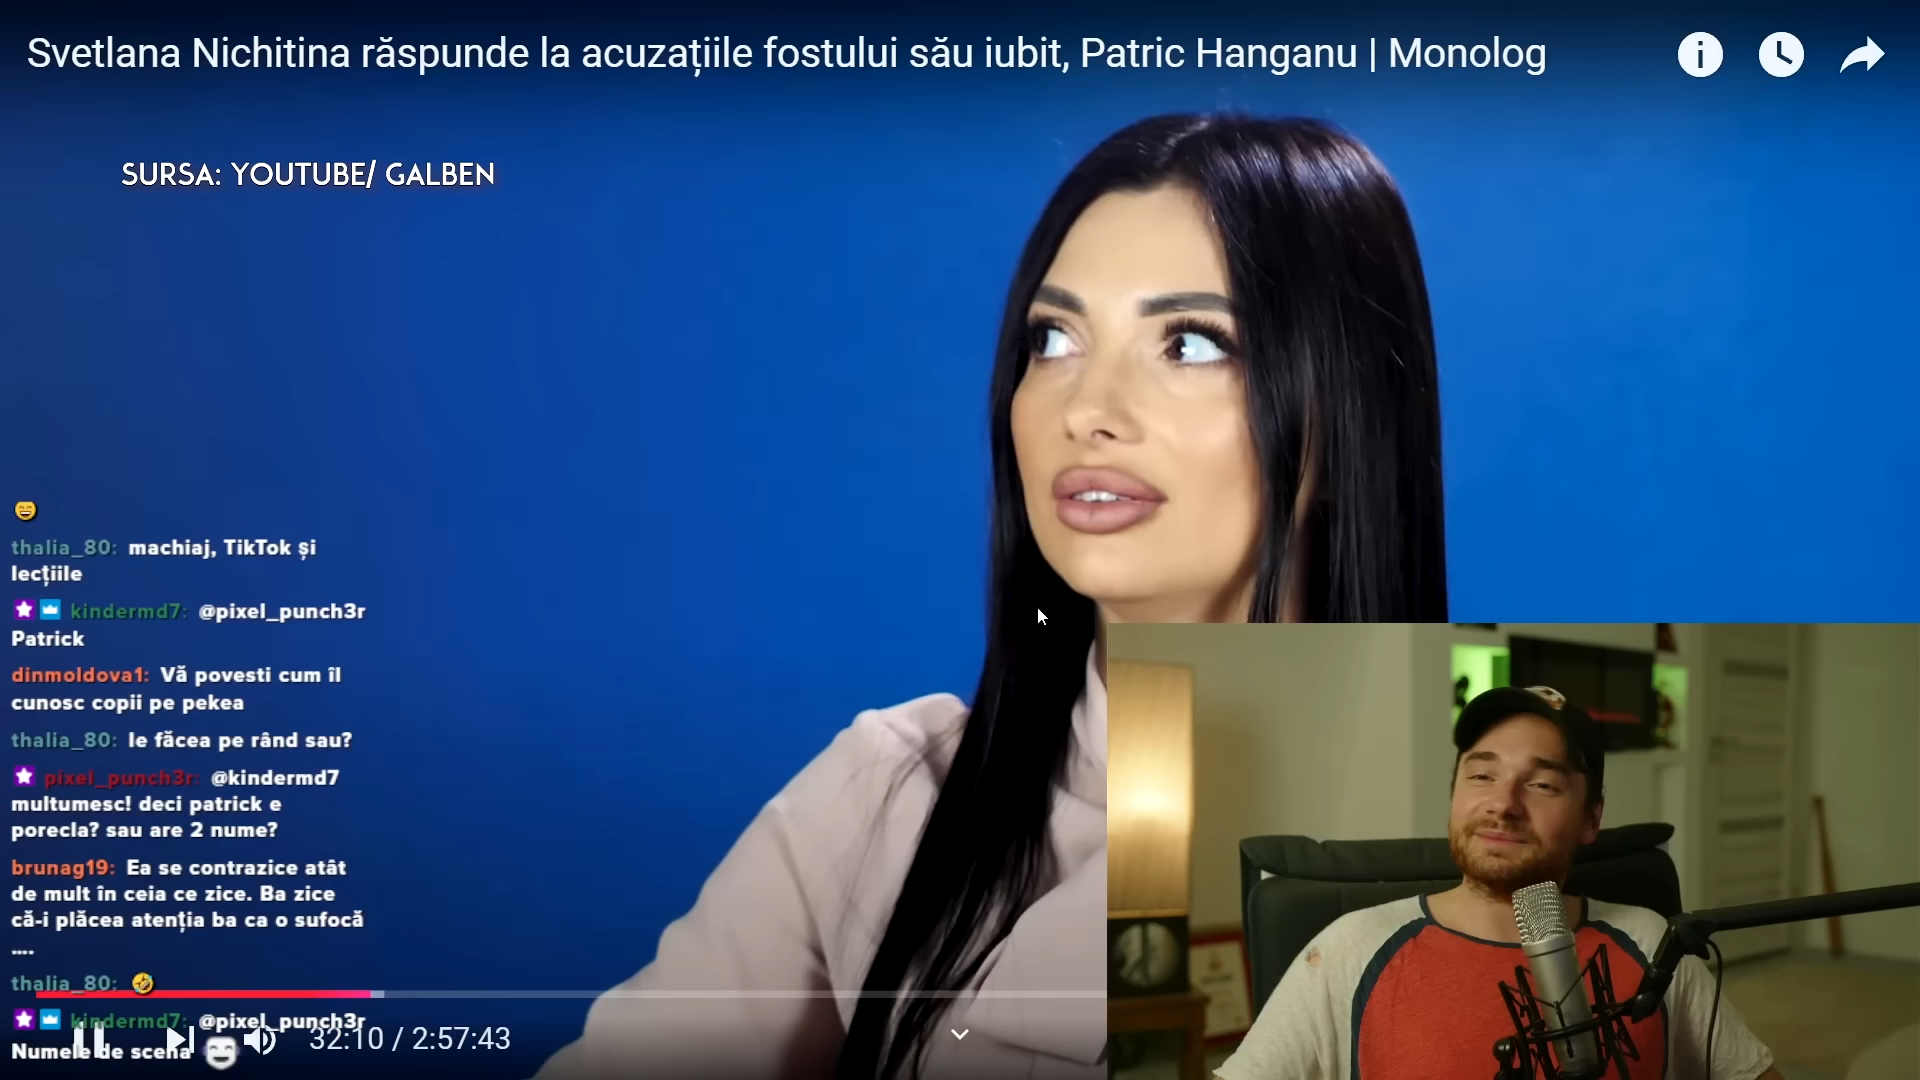 Svetlana Nichitina răspunde la acuzațiile fostului său iubit, Patric Hanganu | Monolog
SURSA: YOUTUBE/ GALBEN
thalia_80: machiaj, TikTok și
lecțiile
kindermd7: @pixel_punch3r
Patrick
dinmoldova1: Vă povesti cum îl
cunosc copii pe pekea
thalia_80: le făcea pe rând sau?
pixel_punch3r: @kindermd7
multumesc! deci patrick e
porecla? sau are 2 nume?
brunag19: Ea se contrazice atât
de mult în ceia ce zice. Ba zice
că-i plăcea atenția ba ca o sufocă
....
thalia_80: 🤣
kindermd7: @pixel_punch3r
Numele de scena
32:10 / 2:57:43